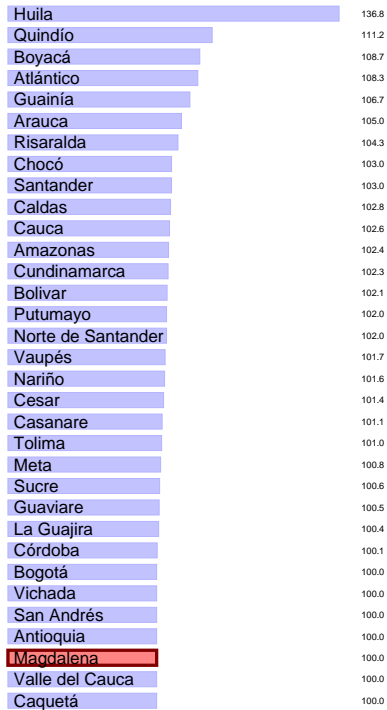 Huila 136.8
Quindío 111.2
Boyacá 108.7
Atlántico 108.3
Guainía 106.7
Arauca 105.0
Risaralda 104.3
Chocó 103.0
Santander 103.0
Caldas 102.8
Cauca 102.6
Amazonas 102.4
Cundinamarca 102.3
Bolivar 102.1
Putumayo 102.0
Norte de Santander 102.0
Vaupés 101.7
Nariño 101.6
Cesar 101.4
Casanare 101.1
Tolima 101.0
Meta 100.8
Sucre 100.6
Guaviare 100.5
La Guajira 100.4
Córdoba 100.1
Bogotá 100.0
Vichada 100.0
San Andrés 100.0
Antioquia 100.0
Magdalena 100.0
Valle del Cauca 100.0
Caquetá 100.0